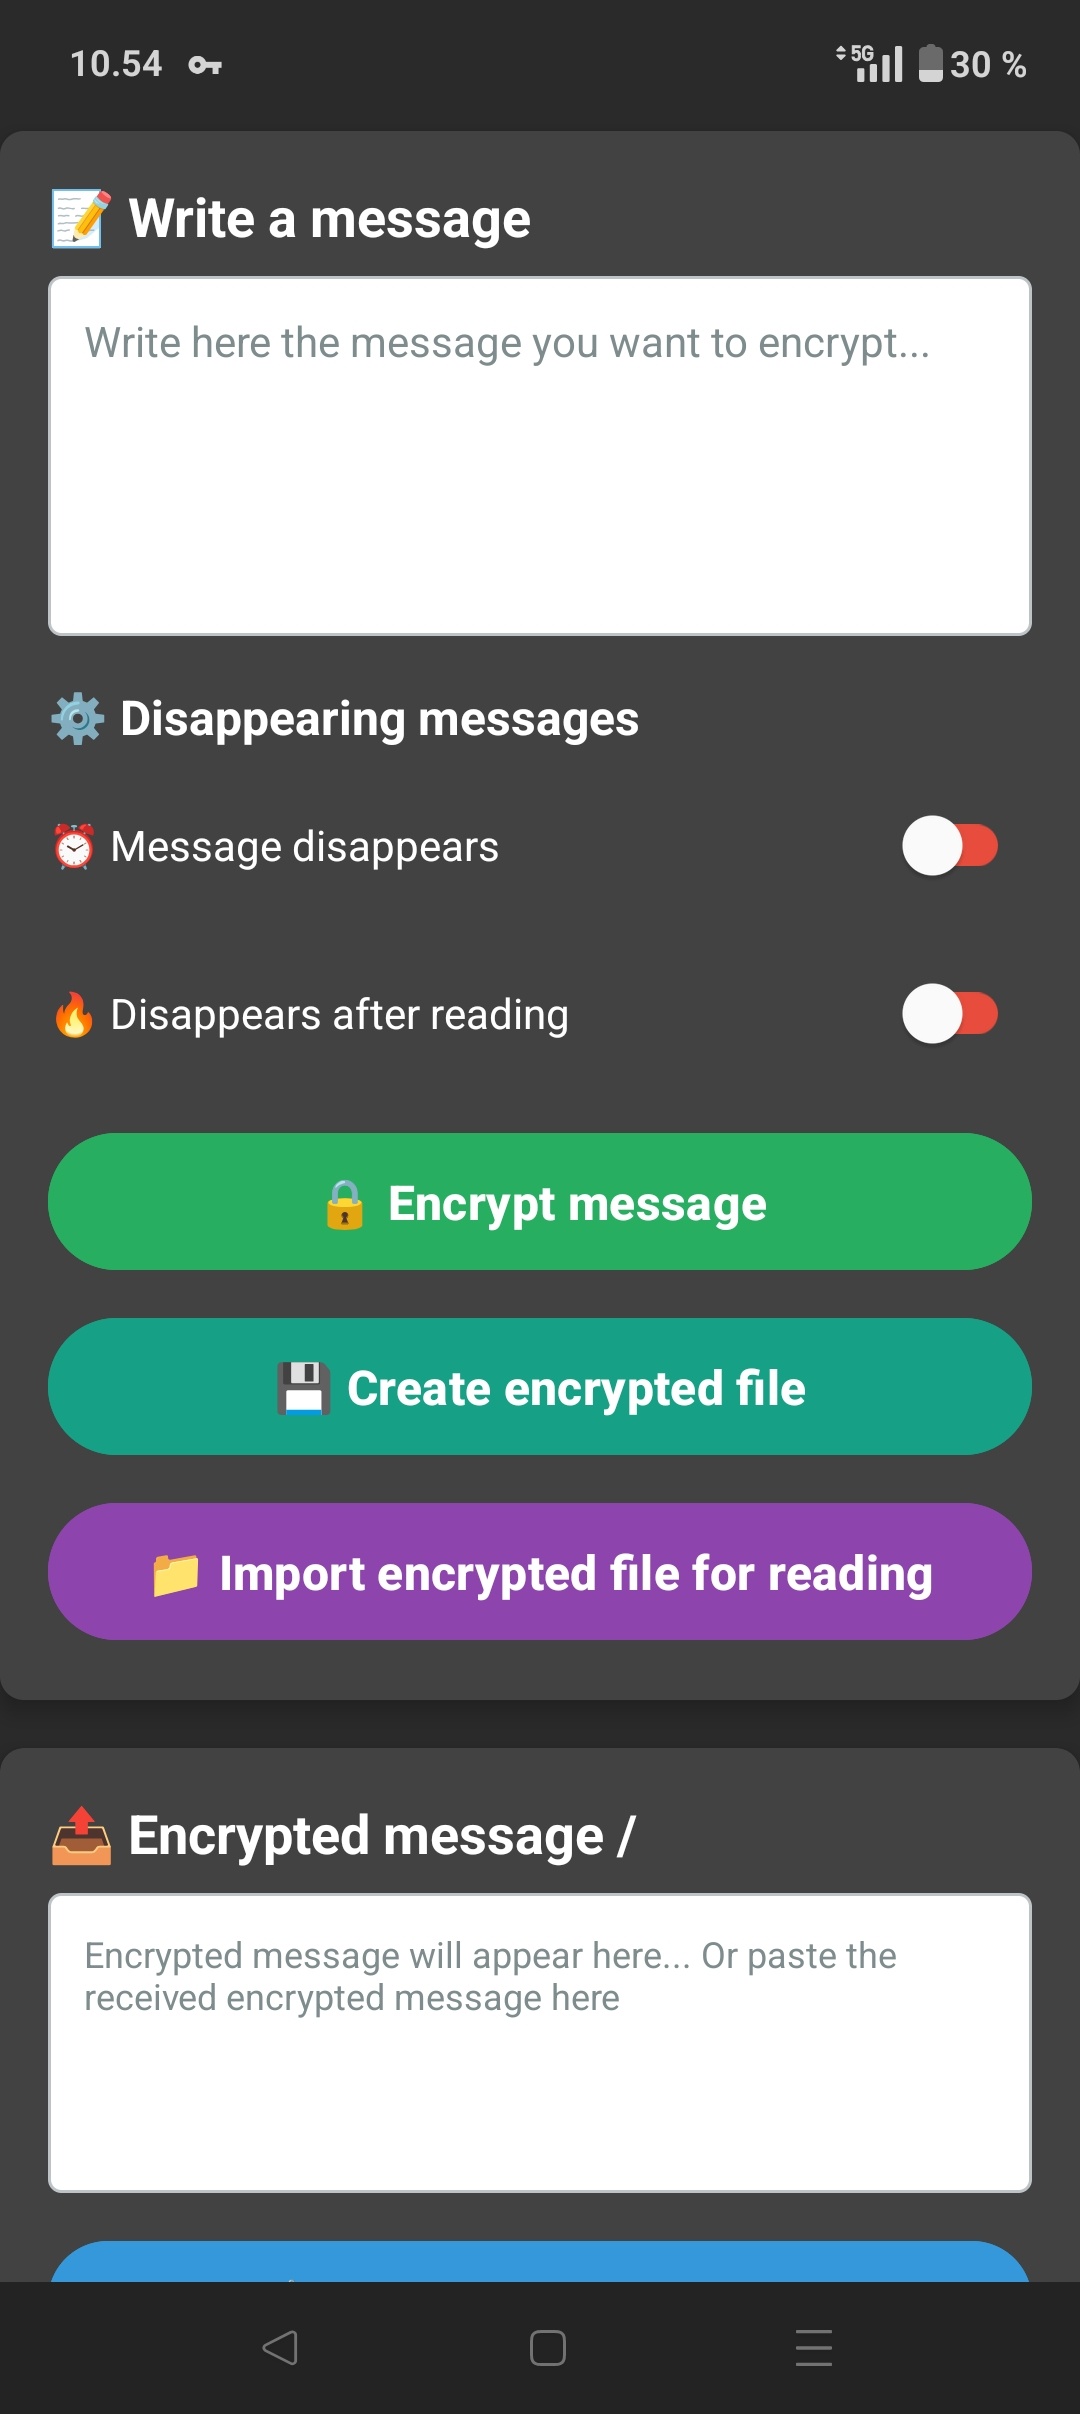 10.54
5G
30 %
Write a message
Write here the message you want to encrypt...
Disappearing messages
Message disappears
Disappears after reading
Encrypt message
Create encrypted file
Import encrypted file for reading
Encrypted message /
Encrypted message will appear here... Or paste the
received encrypted message here